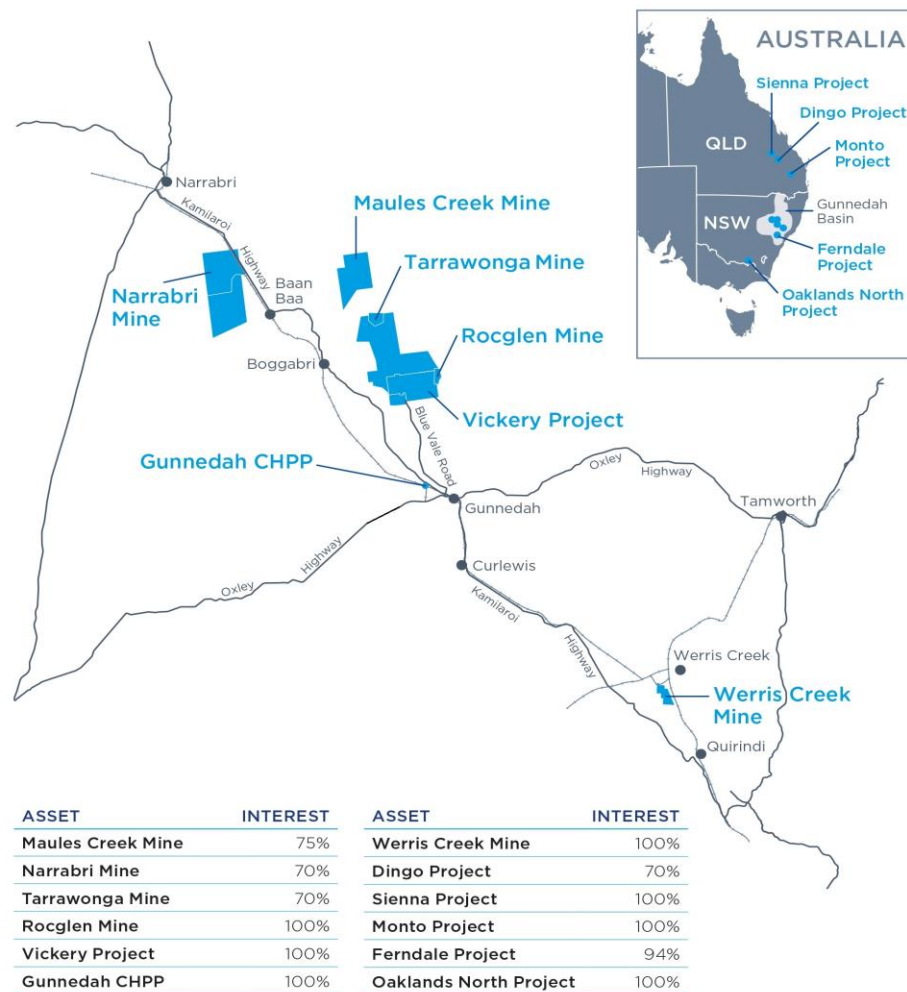 AUSTRALIA
Sienna Project
Dingo Project
QLD
Monto
Project
Gunnedah
Basin
NSW
Ferndale
Project
Oaklands North
Project
Narrabri
Kamilaroi
Highway
Maules Creek Mine
Tarrawonga Mine
Narrabri
Mine
Baan
Baa
Rocglen Mine
Boggabri
Vickery Project
Blue Vale Road
Gunnedah CHPP
Oxley
Highway
Gunnedah
Tamworth
Oxley
Highway
Curlewis
Kamilaroi
Highway
Werris Creek
Werris Creek
Mine
Quirindi
ASSET INTEREST
Maules Creek Mine 75%
Narrabri Mine 70%
Tarrawonga Mine 70%
Rocglen Mine 100%
Vickery Project 100%
Gunnedah CHPP 100%
ASSET INTEREST
Werris Creek Mine 100%
Dingo Project 70%
Sienna Project 100%
Monto Project 100%
Ferndale Project 94%
Oaklands North Project 100%